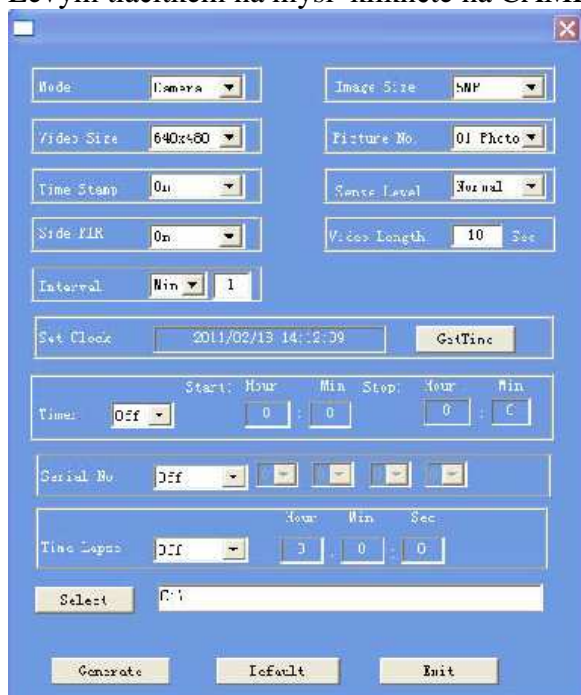 Levým tlačítkem na myši klikněte na CAM
Mode Camera Image Size 5MP
Video Size 640x480 Picture No. 01 Photo
Time Stamp On Sense Level Normal
Side PIR On Video Length 10 Sec
Interval Min 1
Set Clock 2011/02/13 14:12:09 GetTime
Start: Hour Min Stop: Hour Min
Timer Off 0 : 0 0 : 0
Serial No Off
Hour Min Sec
Time Lapse Off 0 : 0 : 0
Select C:\
Generate Default Exit